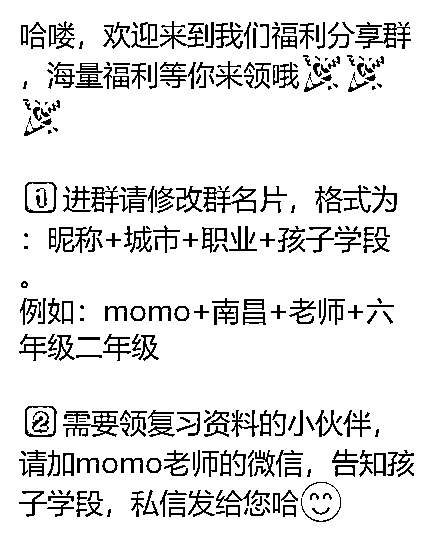 哈喽，欢迎来到我们福利分享群
，海量福利等你来领哦🎉🎉
🎉
1️⃣进群请修改群名片，格式为
：昵称+城市+职业+孩子学段
。
例如：momo+南昌+老师+六
年级二年级
2️⃣需要领复习资料的小伙伴，
请加momo老师的微信，告知孩
子学段，私信发给您哈😊